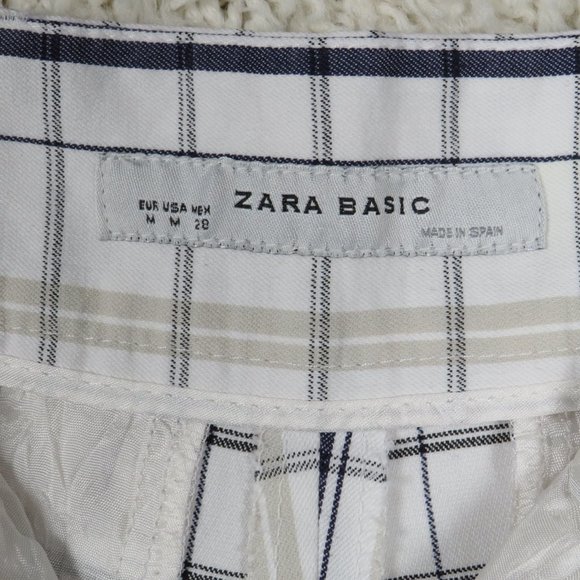 EUR USA MEX
M M 28
ZARA BASIC
MADE IN SPAIN